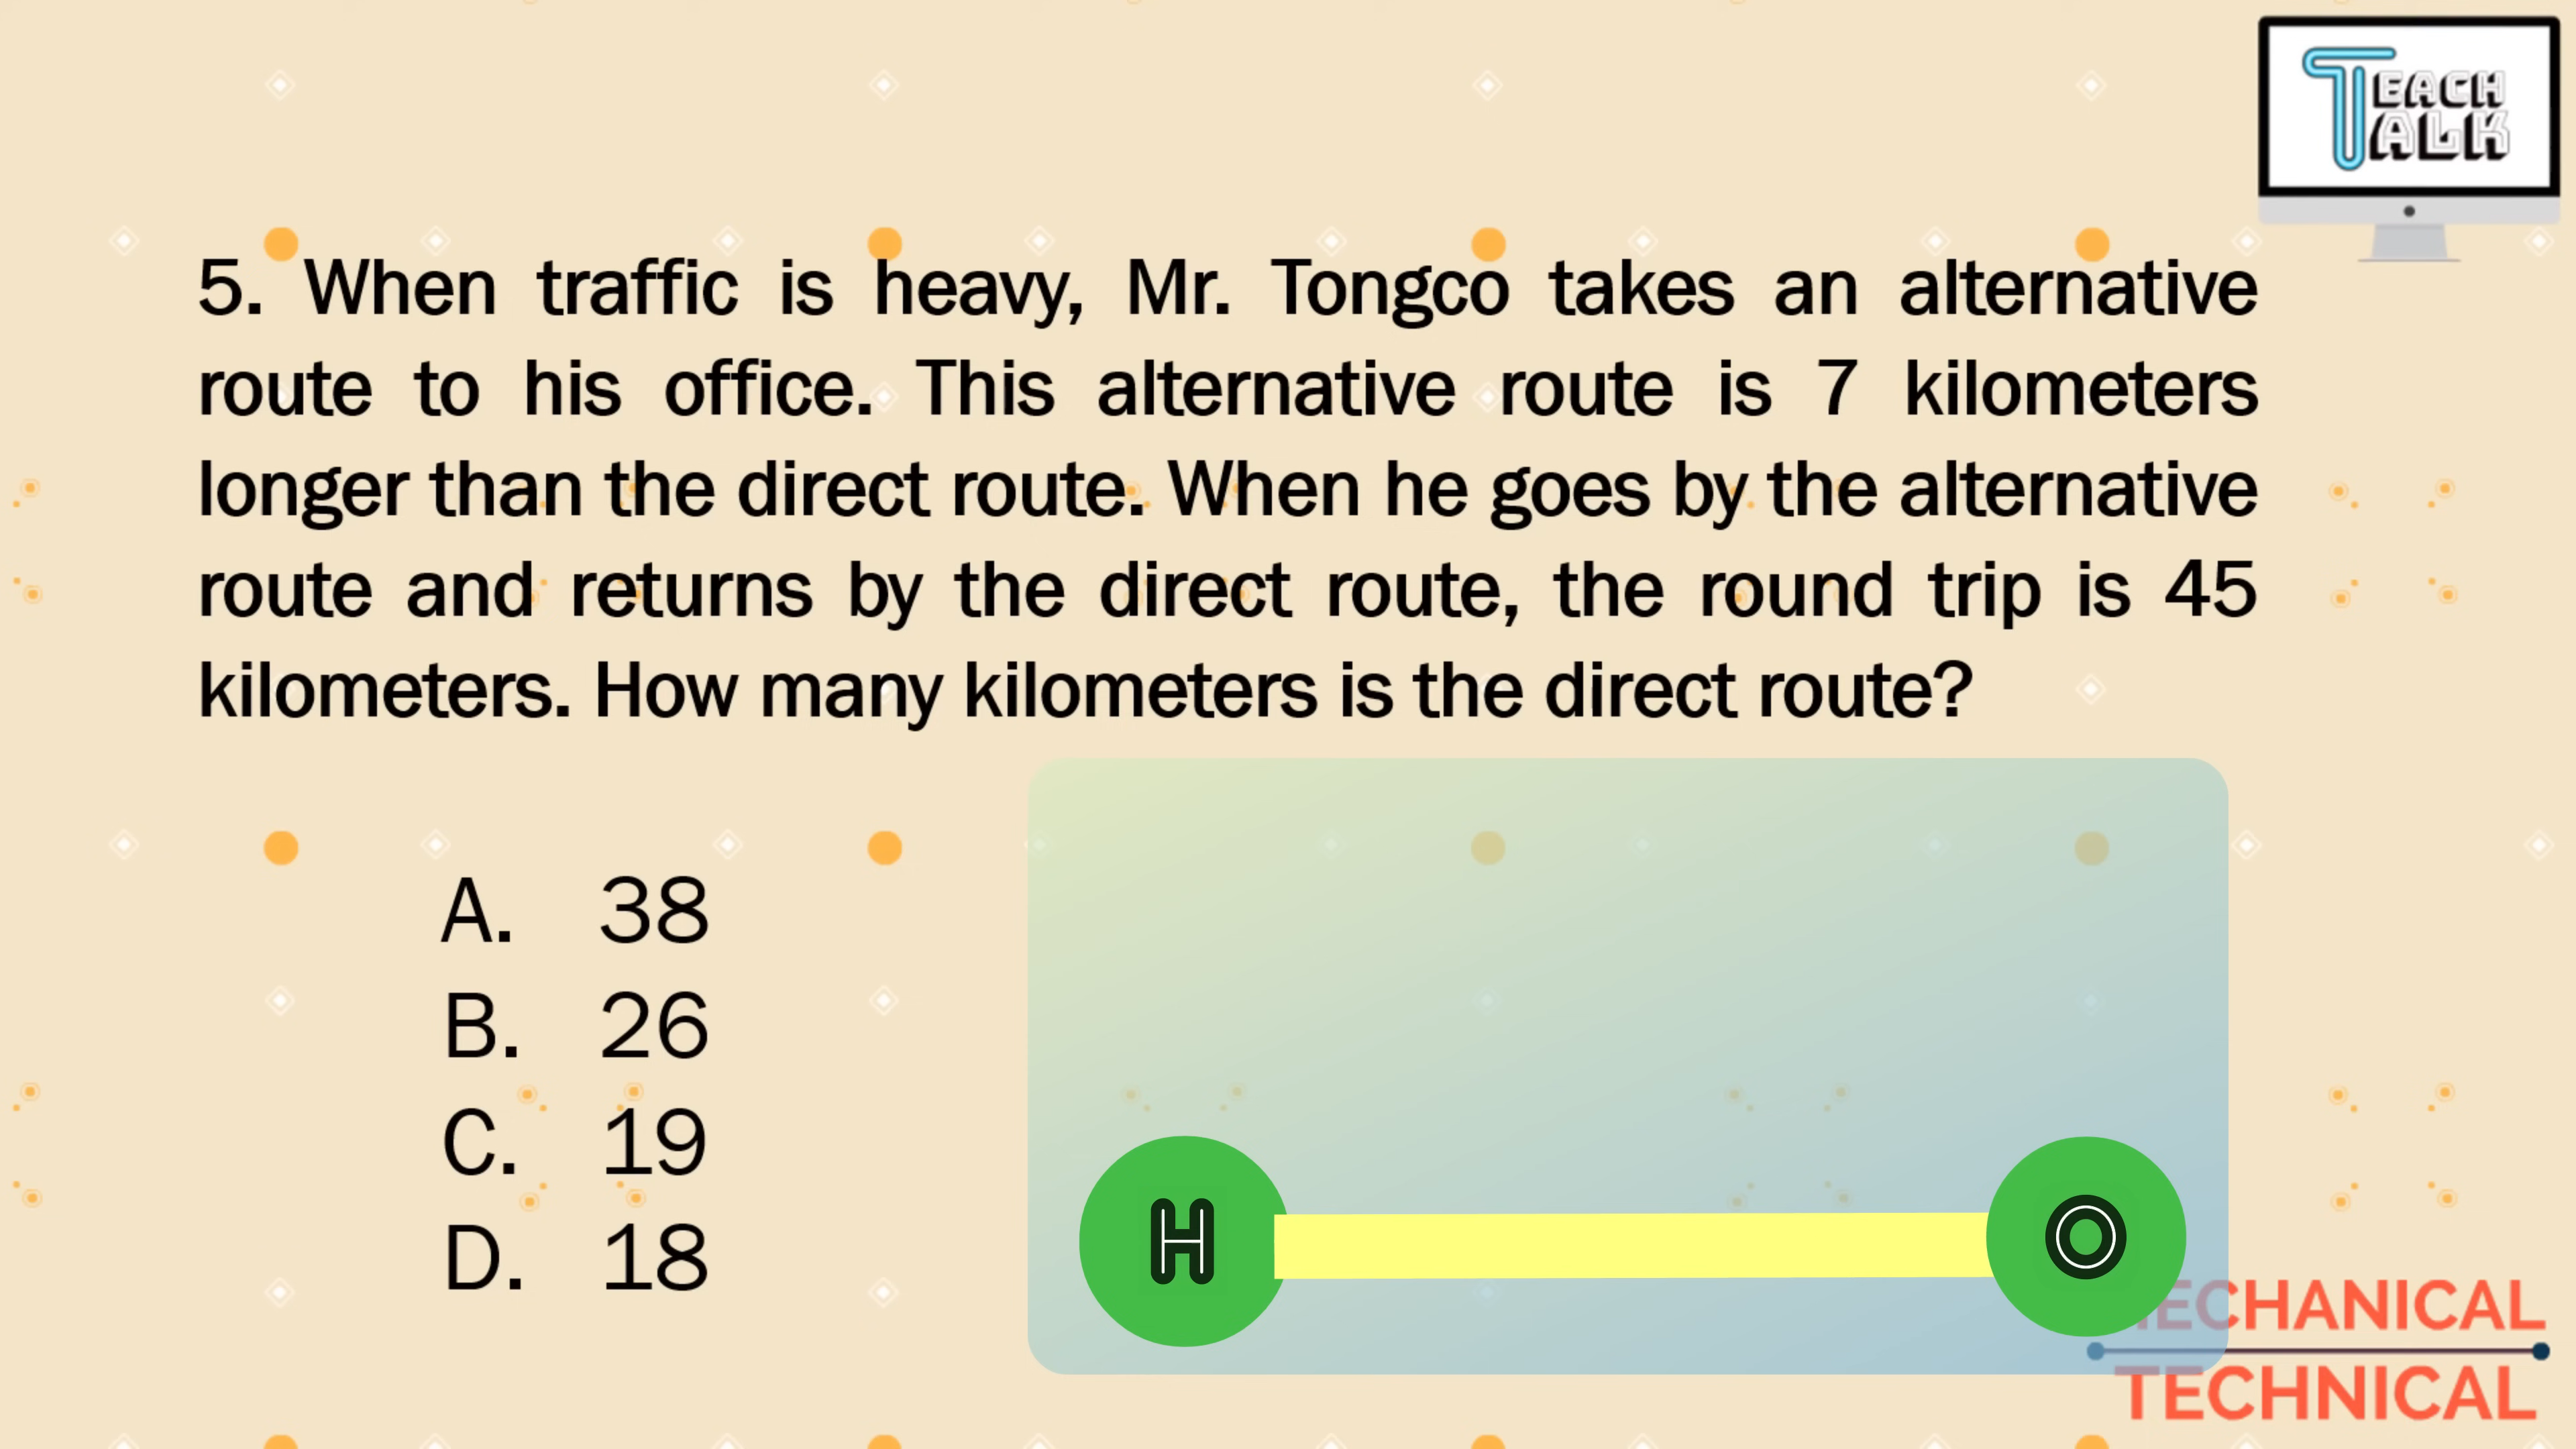 TEACH
TALK
5. When traffic is heavy, Mr. Tongco takes an alternative
route to his office. This alternative route is 7 kilometers
longer than the direct route. When he goes by the alternative
route and returns by the direct route, the round trip is 45
kilometers. How many kilometers is the direct route?
A. 38
B. 26
C. 19
D. 18
H
O
MECHANICAL
TECHNICAL